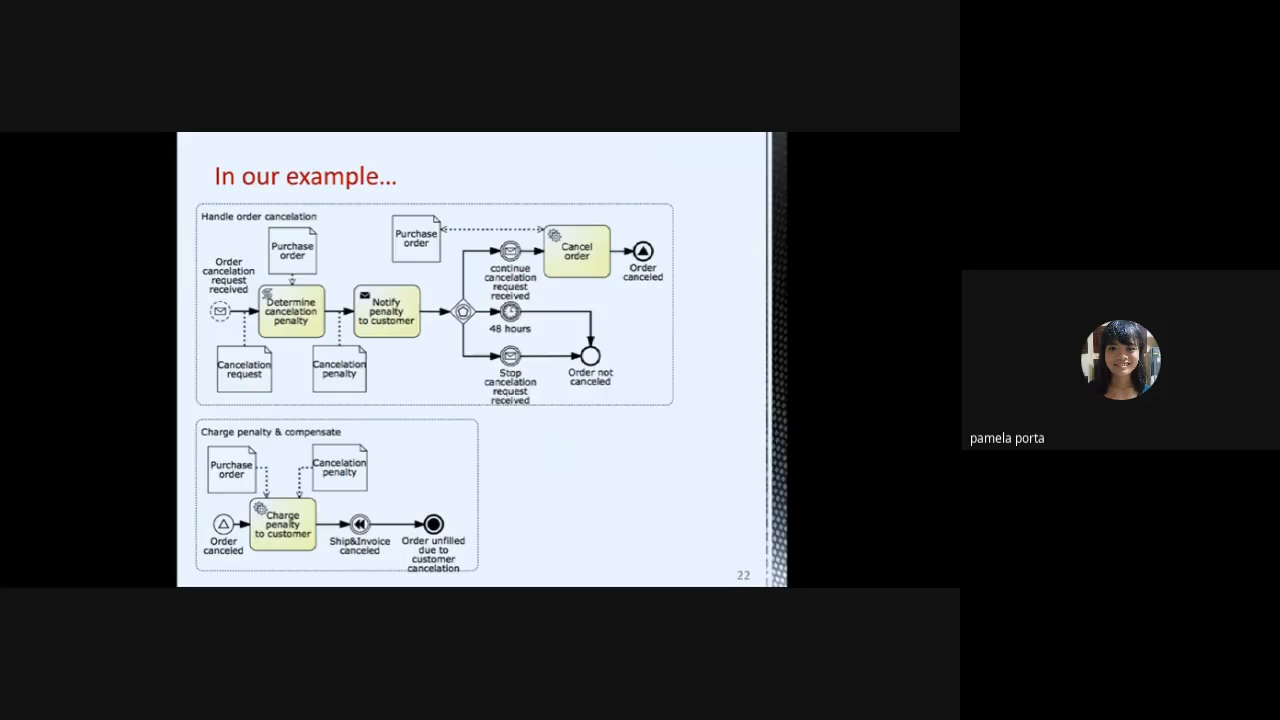 In our example...
Handle order cancelation
Purchase
order
Purchase
order
Order
cancelation
request
received
Determine
cancelation
penalty
Notify
penalty
to customer
Cancelation
request
Cancelation
penalty
continue
cancelation
request
received
Cancel
order
Order
canceled
48 hours
Stop
cancelation
request
received
Order not
canceled
Charge penalty & compensate
Purchase
order
Cancelation
penalty
Order
canceled
Charge
penalty
to customer
Ship&Invoice
canceled
Order unfilled
due to
customer
cancelation
22
pamela porta